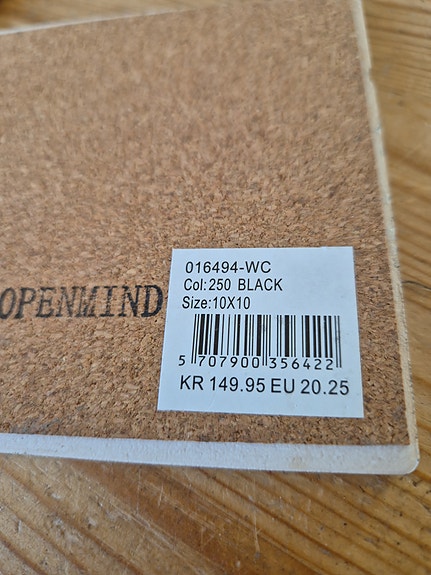 OPENMIND
016494-WC
Col:250 BLACK
Size:10X10
5 707900 356422
KR 149.95 EU 20.25